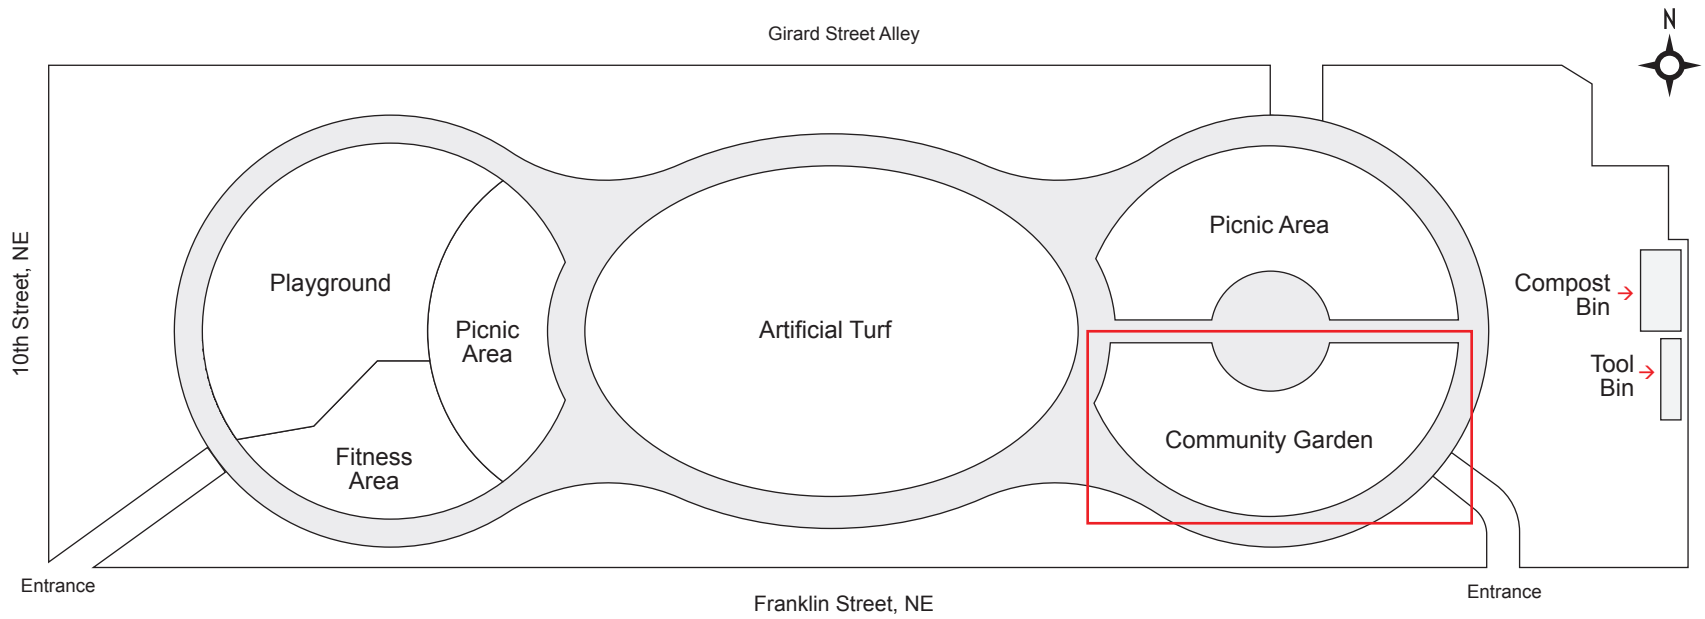 Girard Street Alley
N
10th Street, NE
Playground
Picnic
Area
Fitness
Area
Artificial Turf
Picnic Area
Community Garden
Compost
Bin
Tool
Bin
Entrance
Franklin Street, NE
Entrance